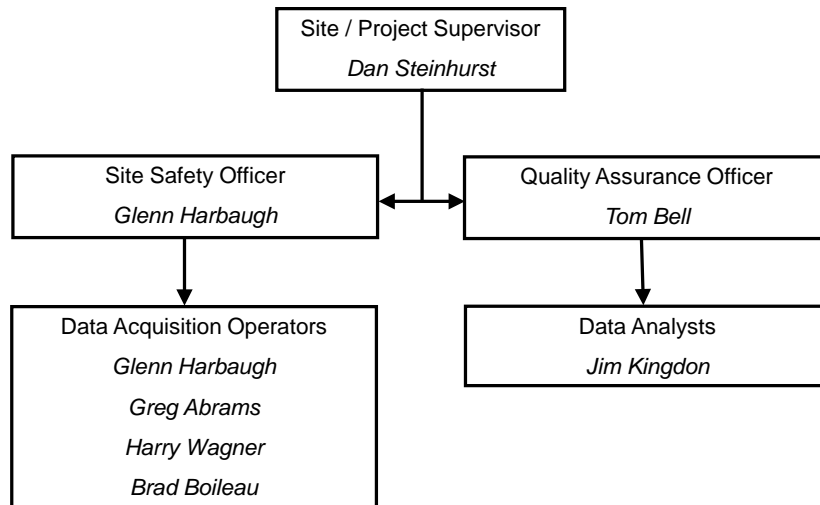 Site / Project Supervisor
Dan Steinhurst
Site Safety Officer
Glenn Harbaugh
Quality Assurance Officer
Tom Bell
Data Acquisition Operators
Glenn Harbaugh
Greg Abrams
Harry Wagner
Brad Boileau
Data Analysts
Jim Kingdon